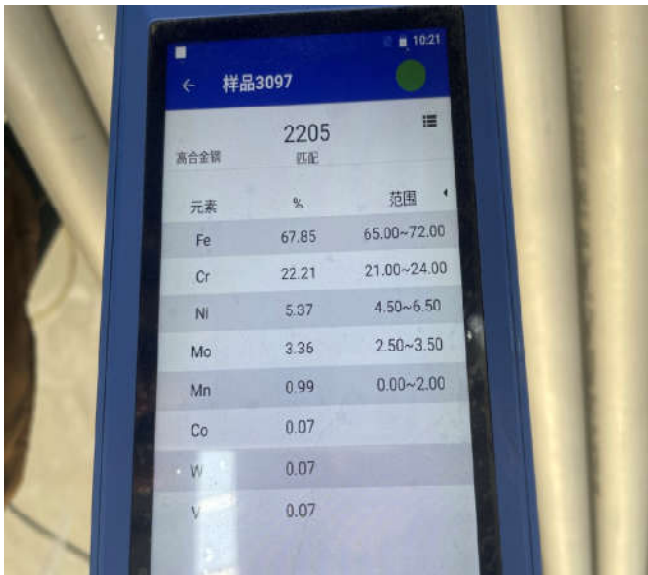 10:21
样品3097
2205
高合金钢 匹配
元素 % 范围
Fe 67.85 65.00~72.00
Cr 22.21 21.00~24.00
Ni 5.37 4.50~6.50
Mo 3.36 2.50~3.50
Mn 0.99 0.00~2.00
Co 0.07
W 0.07
V 0.07